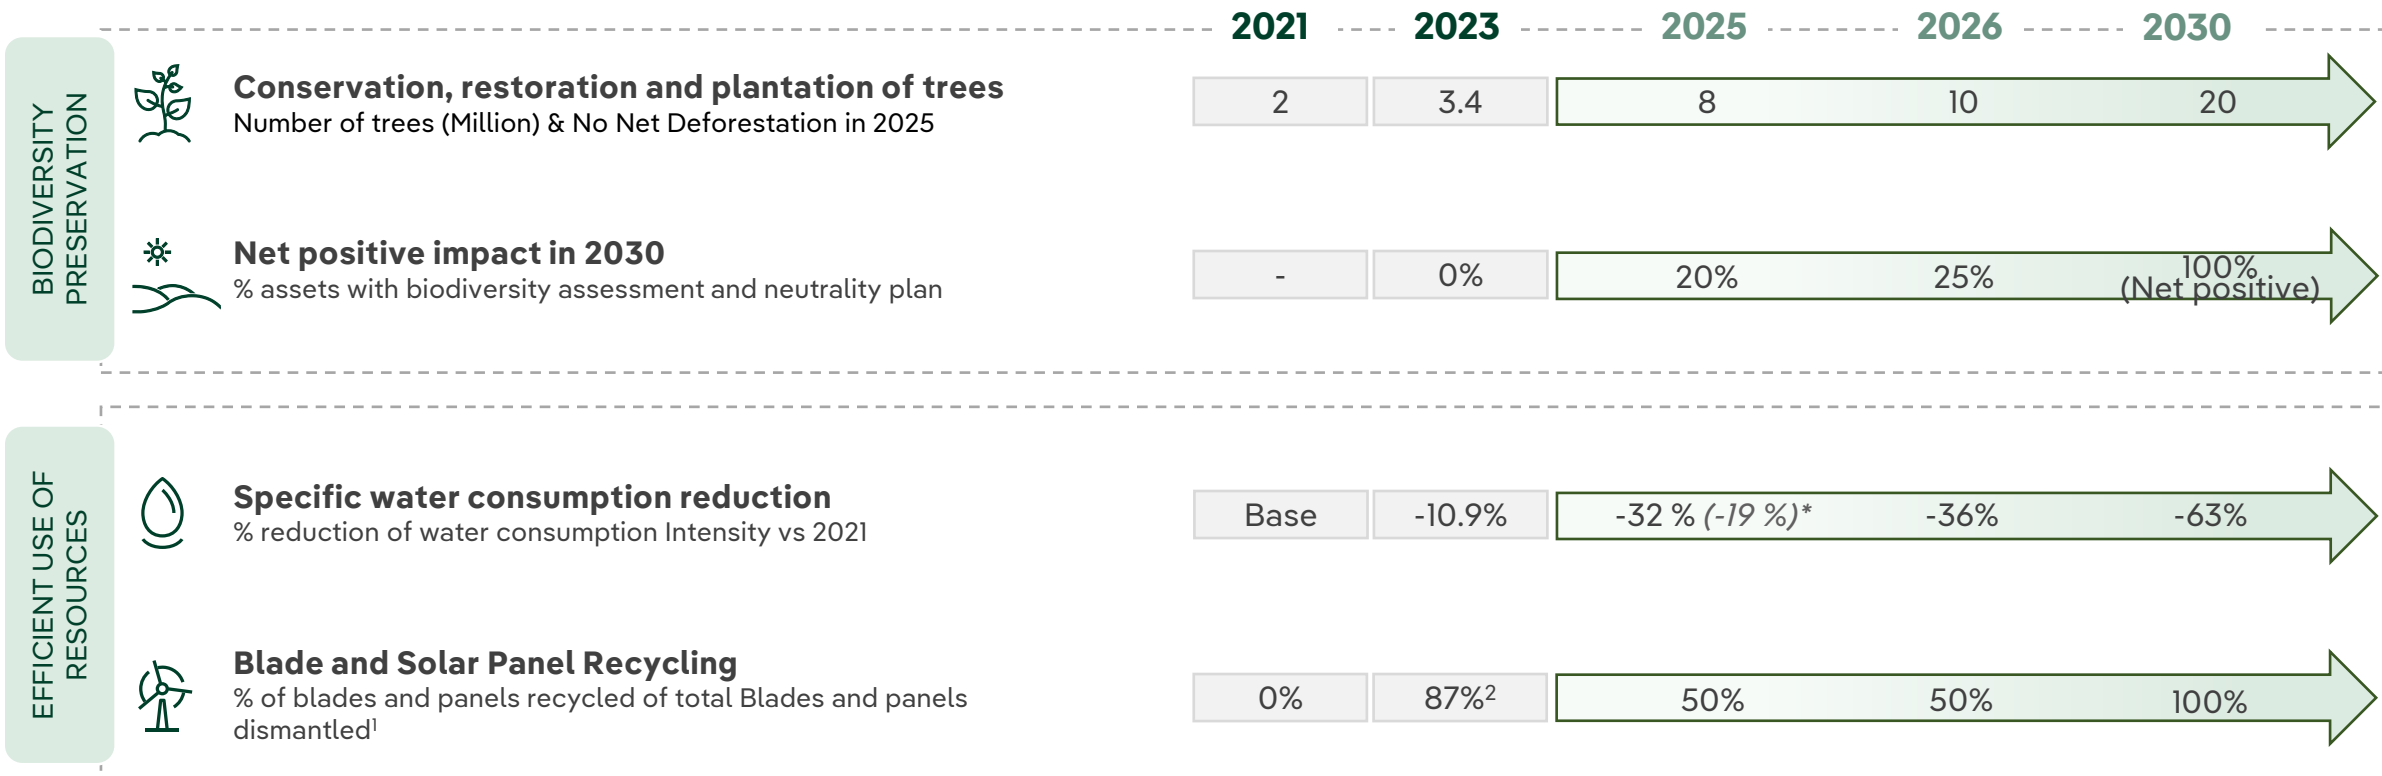 2021 2023 2025 2026 2030
BIODIVERSITY
PRESERVATION
Conservation, restoration and plantation of trees
Number of trees (Million) & No Net Deforestation in 2025
2 3.4 8 10 20
Net positive impact in 2030
% assets with biodiversity assessment and neutrality plan
- 0% 20% 25% 100%
(Net positive)
EFFICIENT USE OF
RESOURCES
Specific water consumption reduction
% reduction of water consumption Intensity vs 2021
Base -10.9% -32 % (-19 %)* -36% -63%
Blade and Solar Panel Recycling
% of blades and panels recycled of total Blades and panels
dismantled¹
0% 87%² 50% 50% 100%